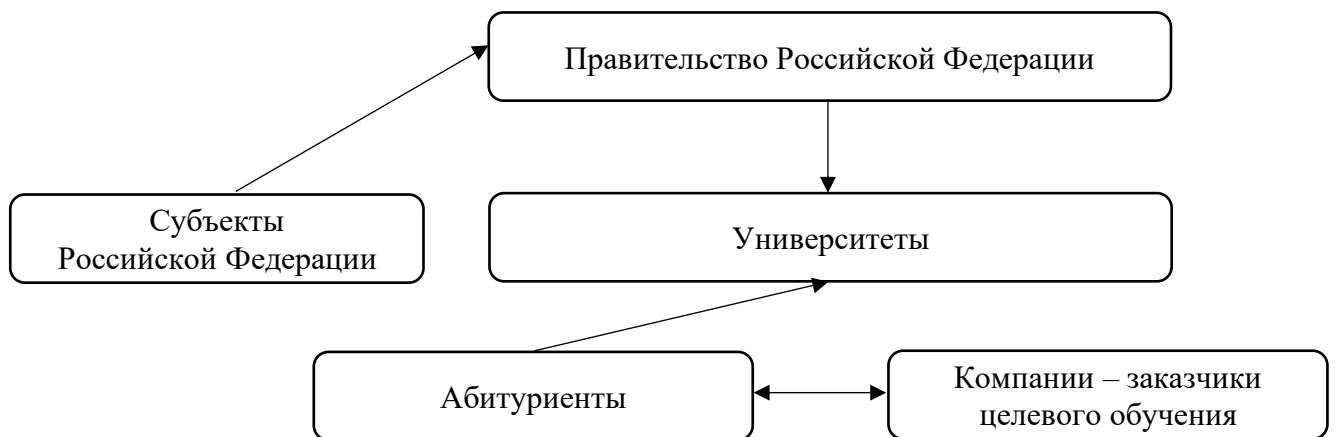 Правительство Российской Федерации
Субъекты
Российской Федерации
Университеты
Абитуриенты
Компании – заказчики
целевого обучения